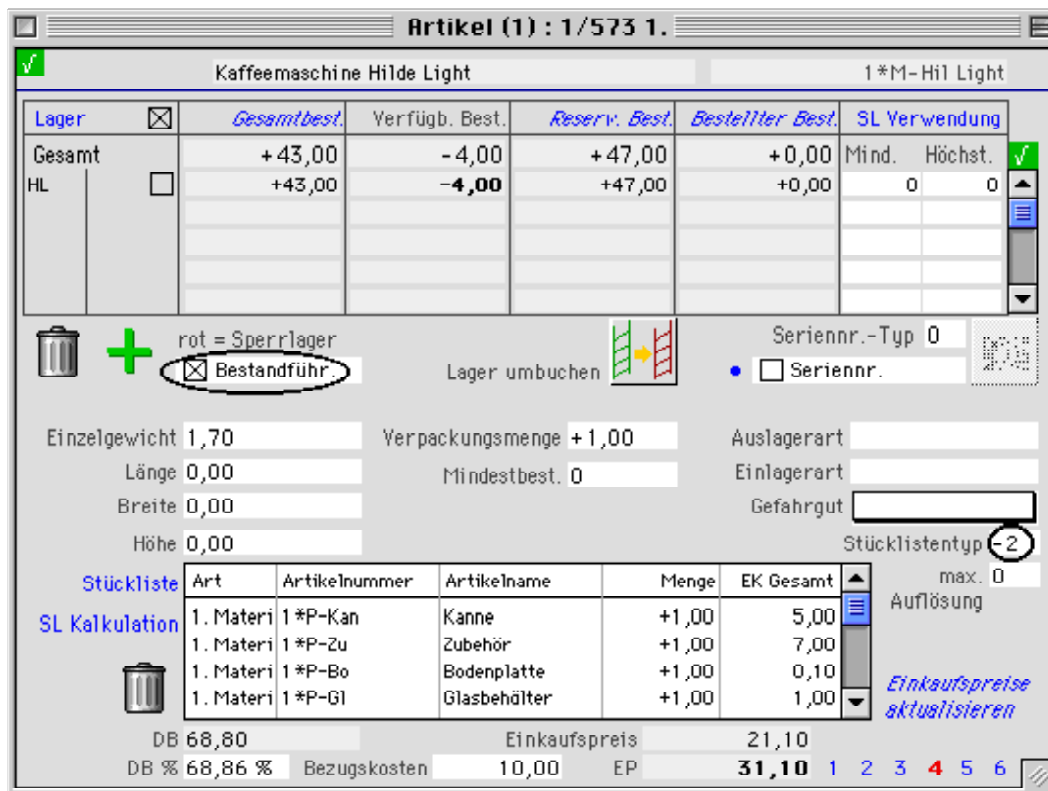 Artikel (1) : 1/573 1.
Kaffeemaschine Hilde Light 1*M-Hil Light
Lager Gesamtbest. Verfügb. Best. Reserv. Best. Bestellter Best. SL Verwendung
Gesamt +43,00 -4,00 +47,00 +0,00 Mind. Höchst.
HL +43,00 -4,00 +47,00 +0,00 0 0
rot = Sperrlager
Seriennr.-Typ 0
Bestandführ.
Lager umbuchen
Seriennr.
Einzelgewicht 1,70 Verpackungsmenge +1,00 Auslagerart
Länge 0,00 Mindestbest. 0 Einlagerart
Breite 0,00 Gefahrgut
Höhe 0,00 Stücklistentyp -2
Stückliste Art Artikelnummer Artikelname Menge EK Gesamt max. 0
Auflösung
SL Kalkulation 1. Materi 1*P-Kan Kanne +1,00 5,00
1. Materi 1*P-Zu Zubehör +1,00 7,00
1. Materi 1*P-Bo Bodenplatte +1,00 0,10
1. Materi 1*P-Gl Glasbehälter +1,00 1,00
Einkaufspreise
aktualisieren
DB 68,80 Einkaufspreis 21,10
DB % 68,86 % Bezugskosten 10,00 EP 31,10 1 2 3 4 5 6